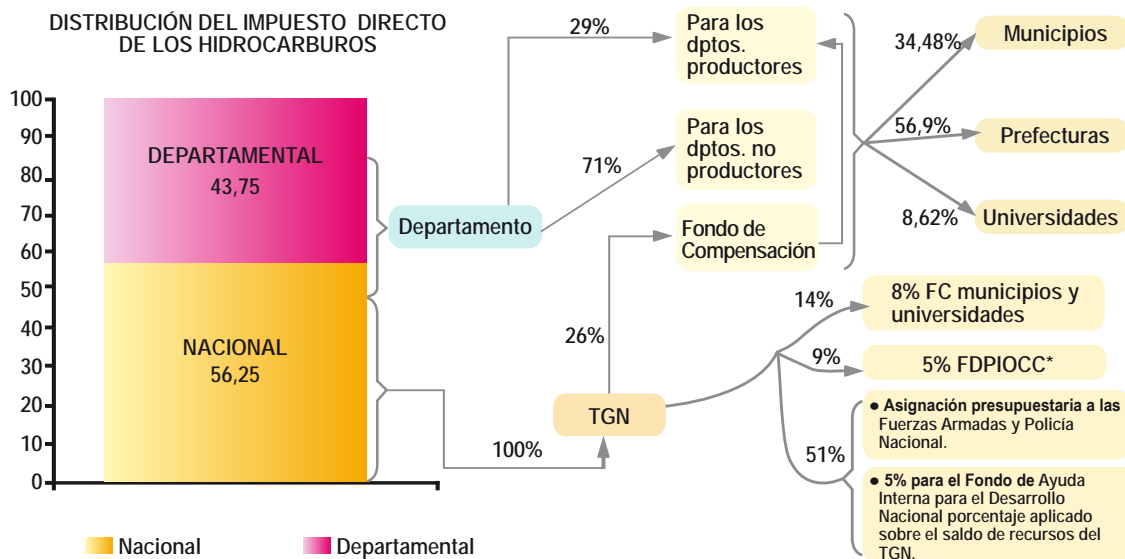 DISTRIBUCIÓN DEL IMPUESTO DIRECTO
DE LOS HIDROCARBUROS
100
90
80
70
60
50
40
30
20
10
0
DEPARTAMENTAL
43,75
NACIONAL
56,25
Nacional
Departamental
Departamento
29%
71%
Para los
dptos.
productores
Para los
dptos. no
productores
Fondo de
Compensación
26%
100%
TGN
34,48%
56,9%
8,62%
Municipios
Prefecturas
Universidades
14%
9%
51%
8% FC municipios y
universidades
5% FDPIOCC*
• Asignación presupuestaria a las
Fuerzas Armadas y Policía
Nacional.
• 5% para el Fondo de Ayuda
Interna para el Desarrollo
Nacional porcentaje aplicado
sobre el saldo de recursos del
TGN.